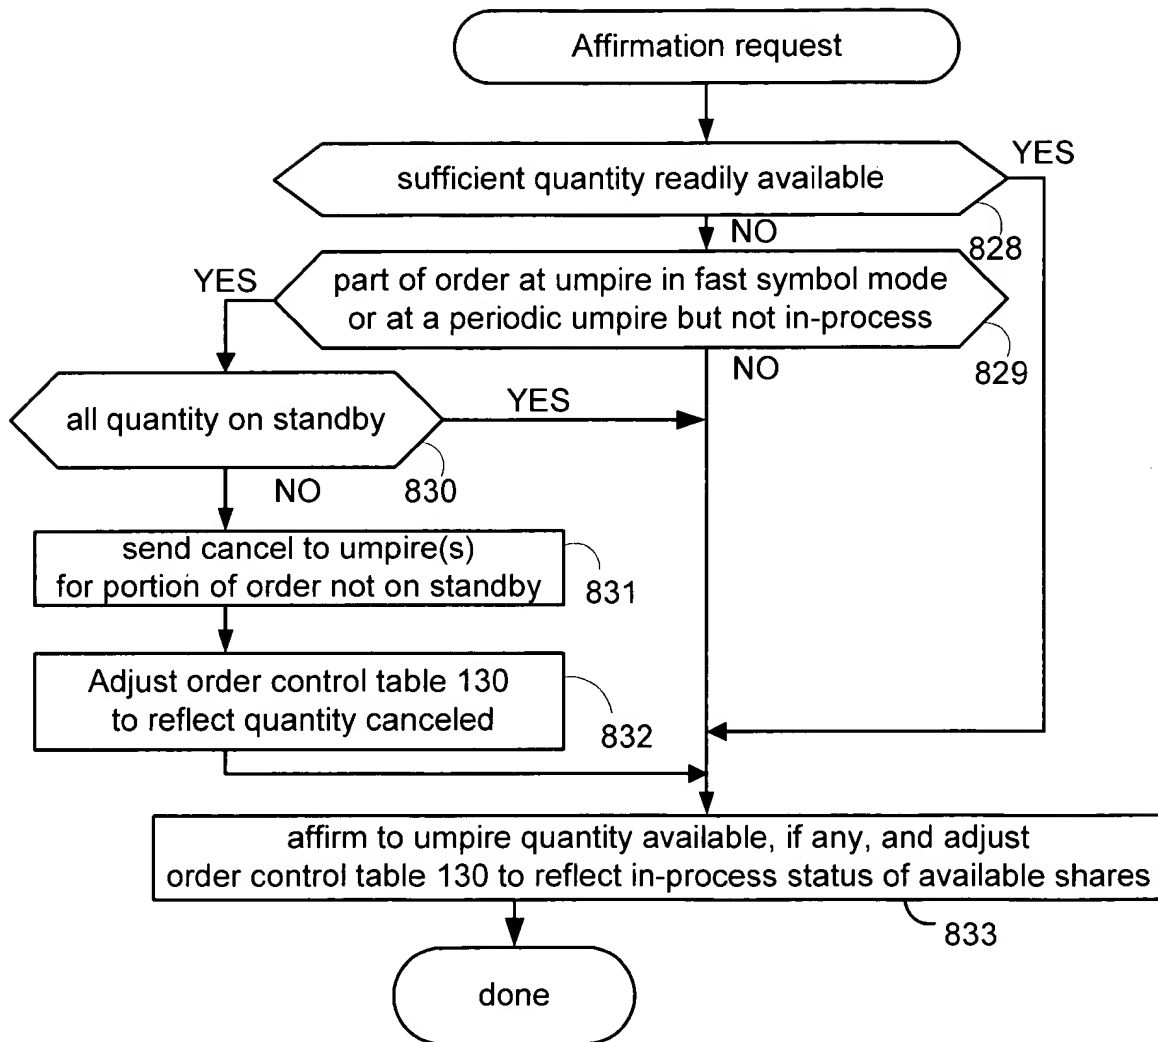 Affirmation request
sufficient quantity readily available
YES
828
NO
YES
part of order at umpire in fast symbol mode
or at a periodic umpire but not in-process
829
NO
all quantity on standby
YES
830
NO
send cancel to umpire(s)
for portion of order not on standby
831
Adjust order control table 130
to reflect quantity canceled
832
affirm to umpire quantity available, if any, and adjust
order control table 130 to reflect in-process status of available shares
833
done